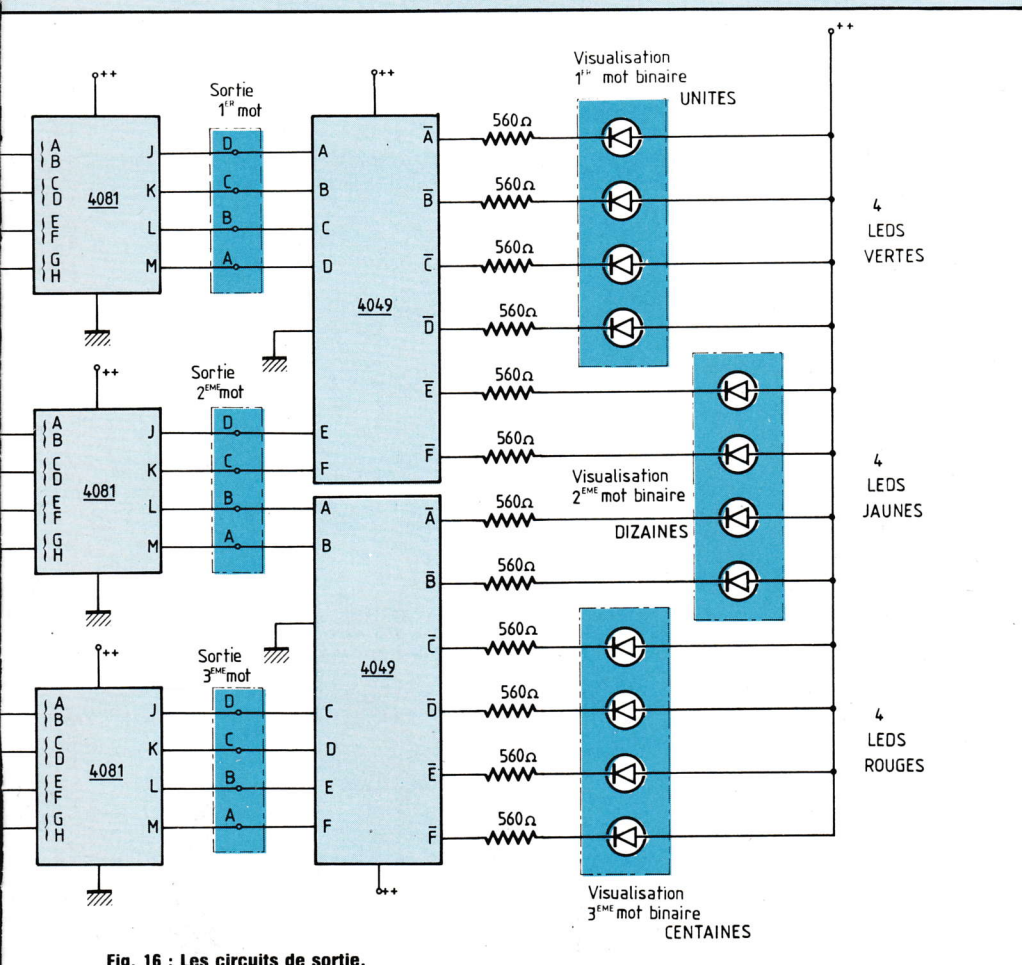 ++
++
Sortie
1ER mot
++
Visualisation
1ER mot binaire
UNITES
A
B
C
D
E
F
G
H
4081
J
K
L
M
D
C
B
A
A
B
C
D
4049
A̅
B̅
C̅
D̅
E̅
F̅
560Ω
560Ω
560Ω
560Ω
560Ω
560Ω
4
LEDS
VERTES
++
Sortie
2EME mot
A
B
C
D
E
F
G
H
4081
J
K
L
M
D
C
B
A
E
F
A
B
A̅
B̅
560Ω
560Ω
Visualisation
2EME mot binaire
DIZAINES
4
LEDS
JAUNES
++
Sortie
3EME mot
A
B
C
D
E
F
G
H
4081
J
K
L
M
D
C
B
A
4049
C
D
E
F
C̅
D̅
E̅
F̅
560Ω
560Ω
560Ω
560Ω
4
LEDS
ROUGES
++
Visualisation
3EME mot binaire
CENTAINES
Fig. 16 : Les circuits de sortie.